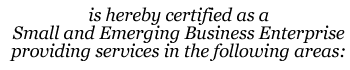 is hereby certified as a
Small and Emerging Business Enterprise
providing services in the following areas: